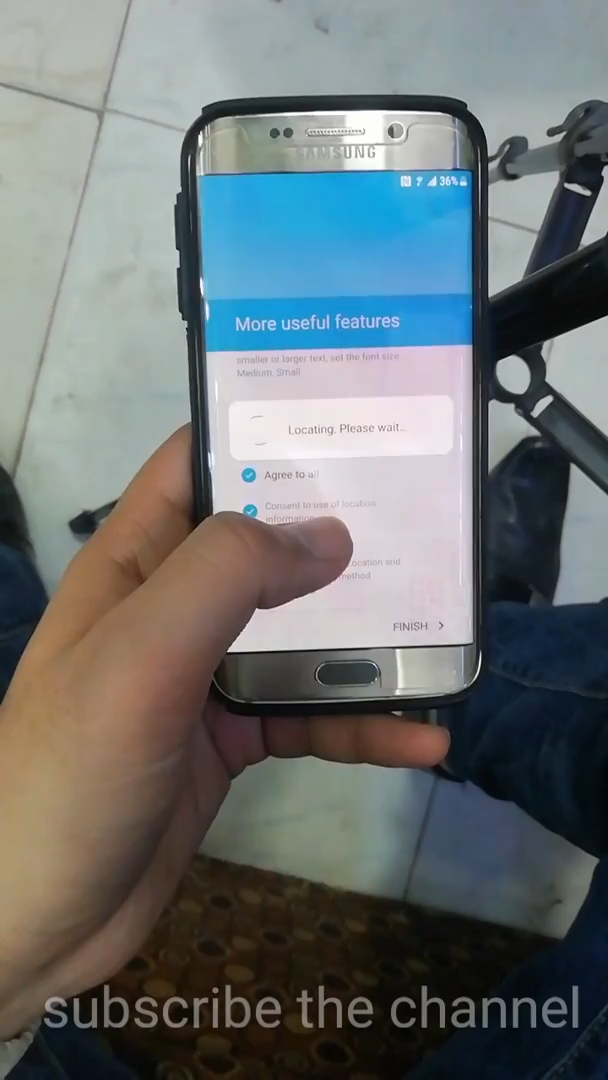 SAMSUNG
36%
More useful features
smaller or larger text, set the font size
Medium, Small
Locating. Please wait...
Agree to all
Consent to use of location
information
Location and
method
FINISH >
subscribe the channel